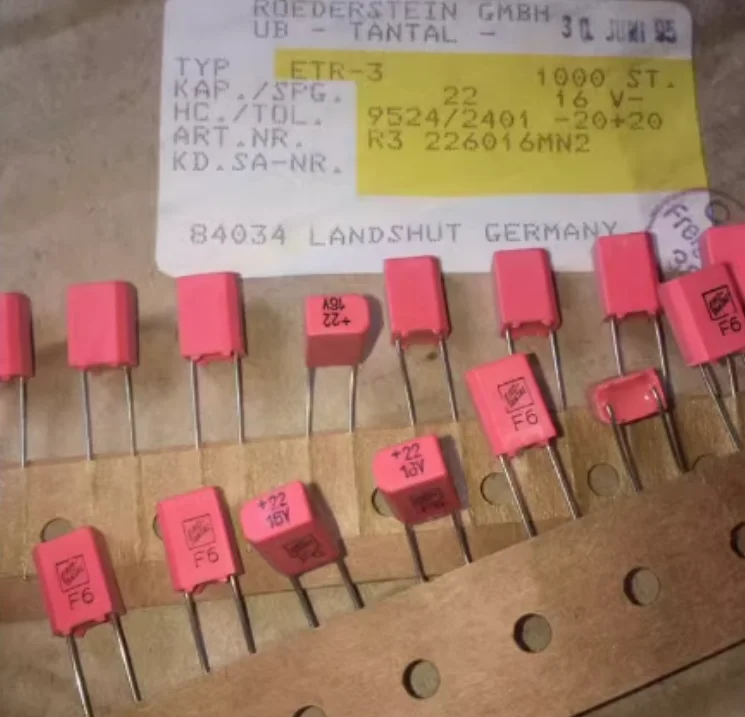 ROEDERSTEIN GMBH
UB - TANTAL - 30 JUNI 95
TYP ETR-3 1000 ST.
KAP./SPG. 22 16 V-
HC./TOL. 9524/2401 -20+20
ART.NR. R3 226016MN2
KD.SA-NR.
84034 LANDSHUT GERMANY
+22
16V
F6
F6
+22
16V
F6
+22
16V
F6
F6
F6